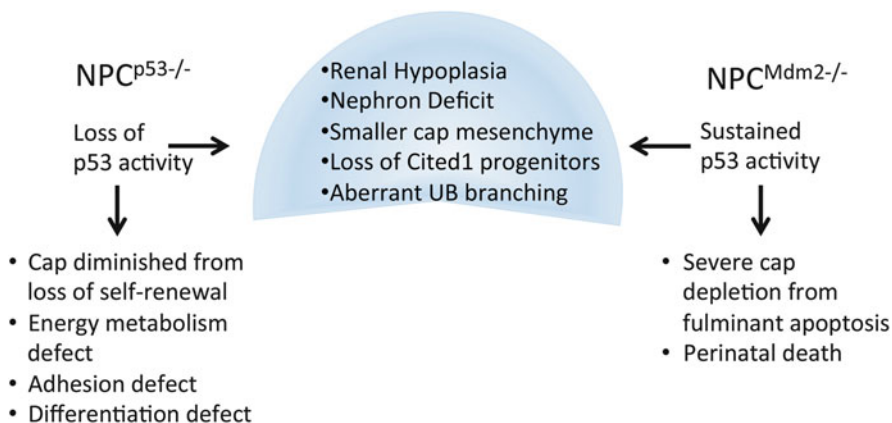 NPCp53-/-
Loss of
p53 activity
• Cap diminished from
loss of self-renewal
• Energy metabolism
defect
• Adhesion defect
• Differentiation defect
•Renal Hypoplasia
•Nephron Deficit
•Smaller cap mesenchyme
•Loss of Cited1 progenitors
•Aberrant UB branching
NPCMdm2-/-
Sustained
p53 activity
• Severe cap
depletion from
fulminant apoptosis
• Perinatal death